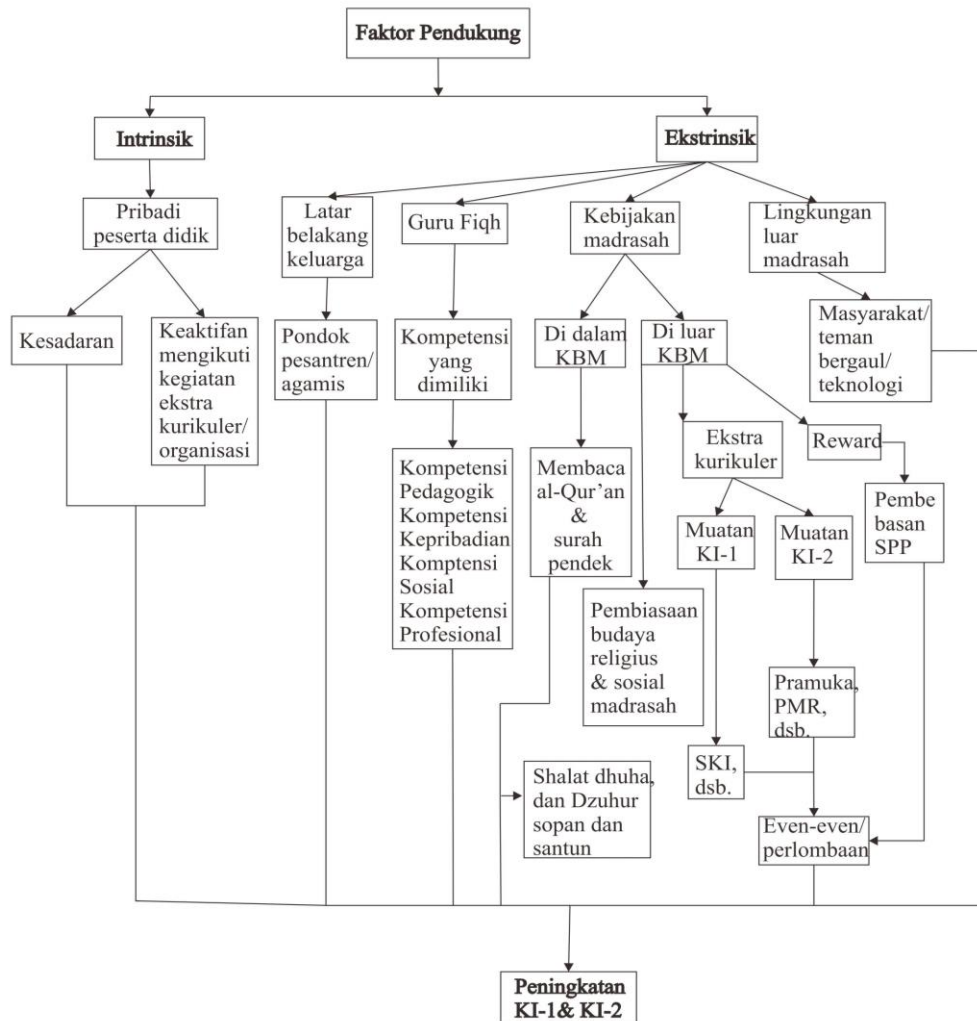 Faktor Pendukung
Intrinsik
Ekstrinsik
Pribadi
peserta didik
Latar
belakang
keluarga
Guru Fiqh
Kebijakan
madrasah
Lingkungan
luar
madrasah
Kesadaran
Keaktifan
mengikuti
kegiatan
ekstra
kurikuler/
organisasi
Pondok
pesantren/
agamis
Kompetensi
yang
dimiliki
Di dalam
KBM
Di luar
KBM
Masyarakat/
teman
bergaul/
teknologi
Kompetensi
Pedagogik
Kompetensi
Kepribadian
Komptensi
Sosial
Kompetensi
Profesional
Membaca
al-Qur'an
&
surah
pendek
Ekstra
kurikuler
Reward
Muatan
KI-1
Muatan
KI-2
Pembe
basan
SPP
Pembiasaan
budaya
religius
& sosial
madrasah
Pramuka,
PMR,
dsb.
SKI,
dsb.
Shalat dhuha,
dan Dzuhur
sopan dan
santun
Even-even/
perlombaan
Peningkatan
KI-1& KI-2